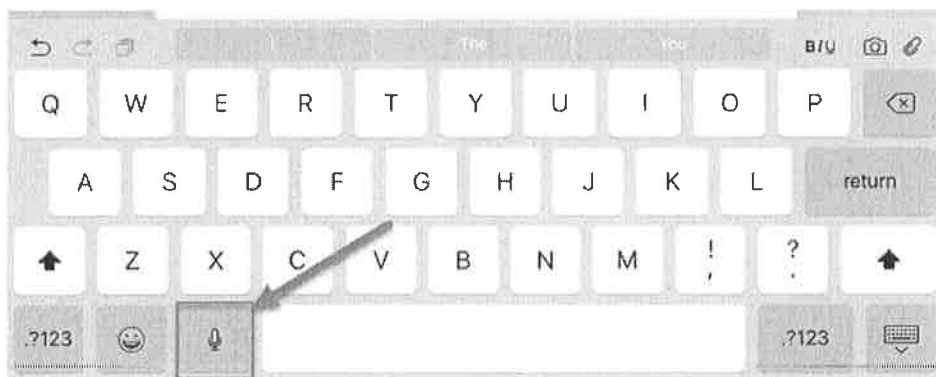 I The You B I U
Q W E R T Y U I O P
A S D F G H J K L return
Z X C V B N M ! , ? .
.?123 .?123